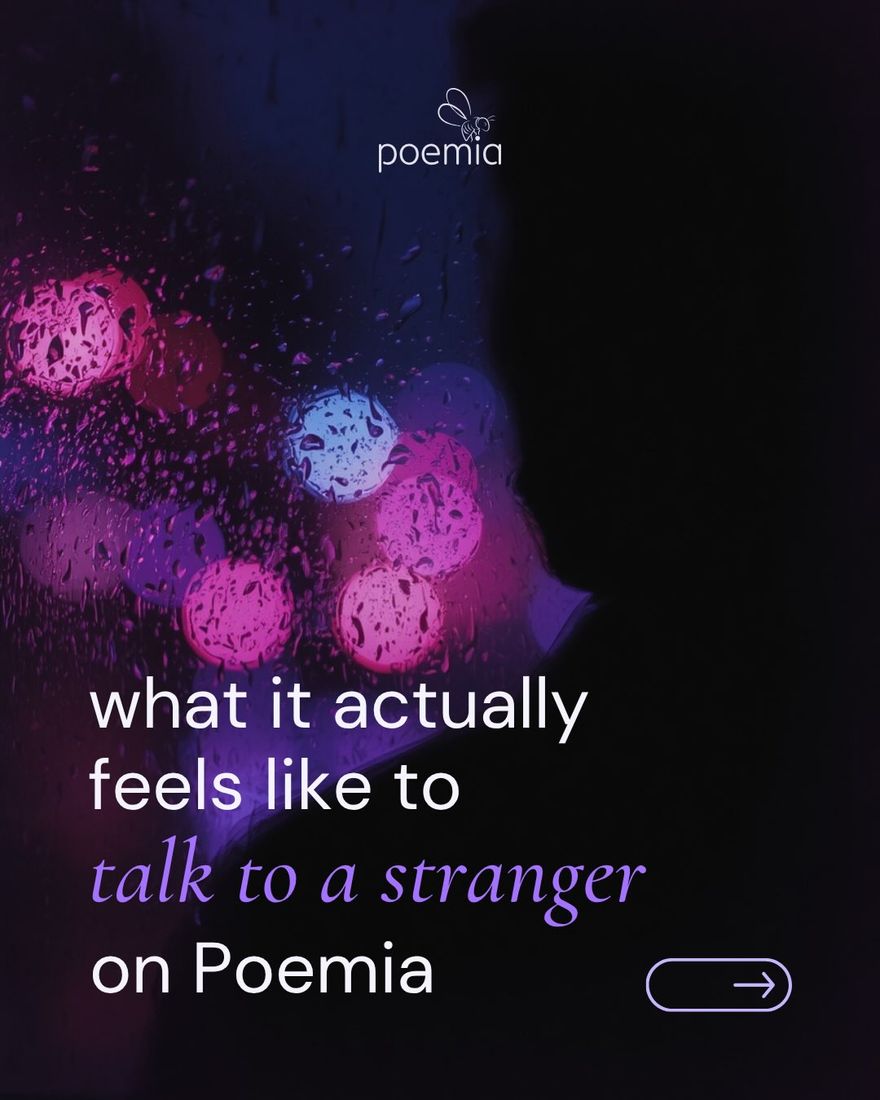 poemia
what it actually
feels like to
talk to a stranger
on Poemia